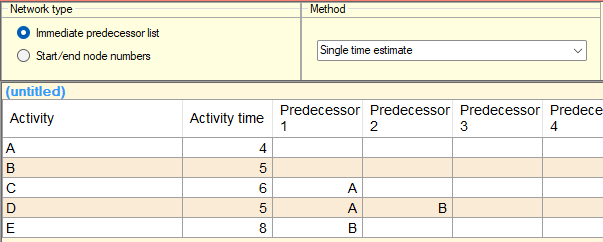 Network type
Immediate predecessor list
Start/end node numbers
Method
Single time estimate
(untitled)
Activity Activity time Predecessor 1 Predecessor 2 Predecessor 3 Predece 4
A 4
B 5
C 6 A
D 5 A B
E 8 B